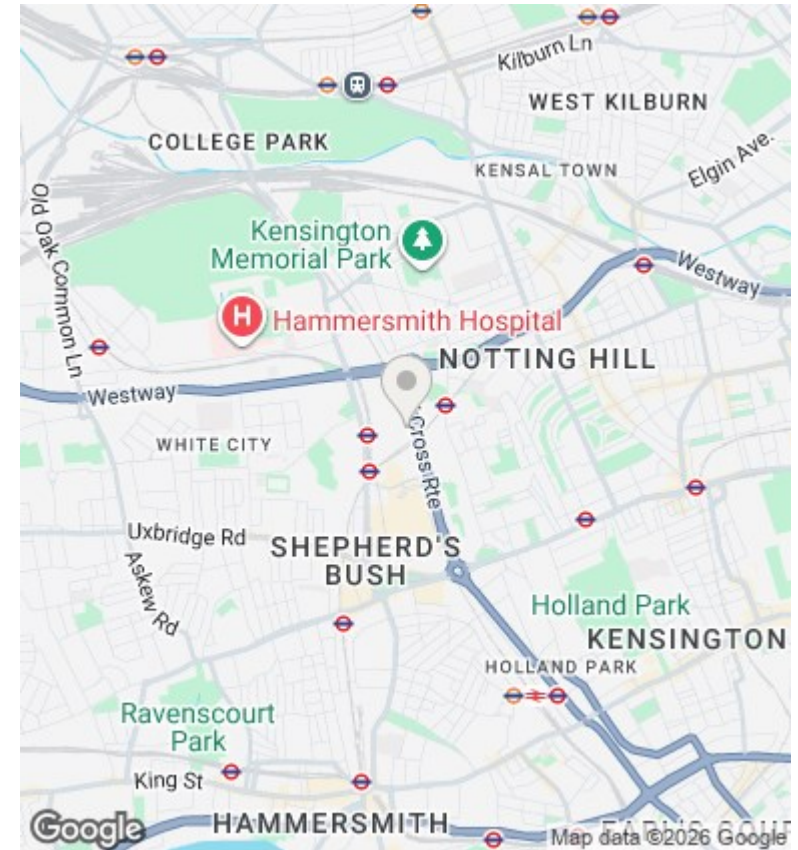 Kilburn Ln
WEST KILBURN
COLLEGE PARK
Elgin Ave.
KENSAL TOWN
Old Oak Common Ln
Kensington
Memorial Park
Westway
H
Hammersmith Hospital
NOTTING HILL
Westway
Cross Rte
WHITE CITY
Uxbridge Rd
SHEPHERD'S
BUSH
Askew Rd
Holland Park
KENSINGTON
HOLLAND PARK
Ravenscourt
Park
King St
HAMMERSMITH
Google
Map data ©2026 Google